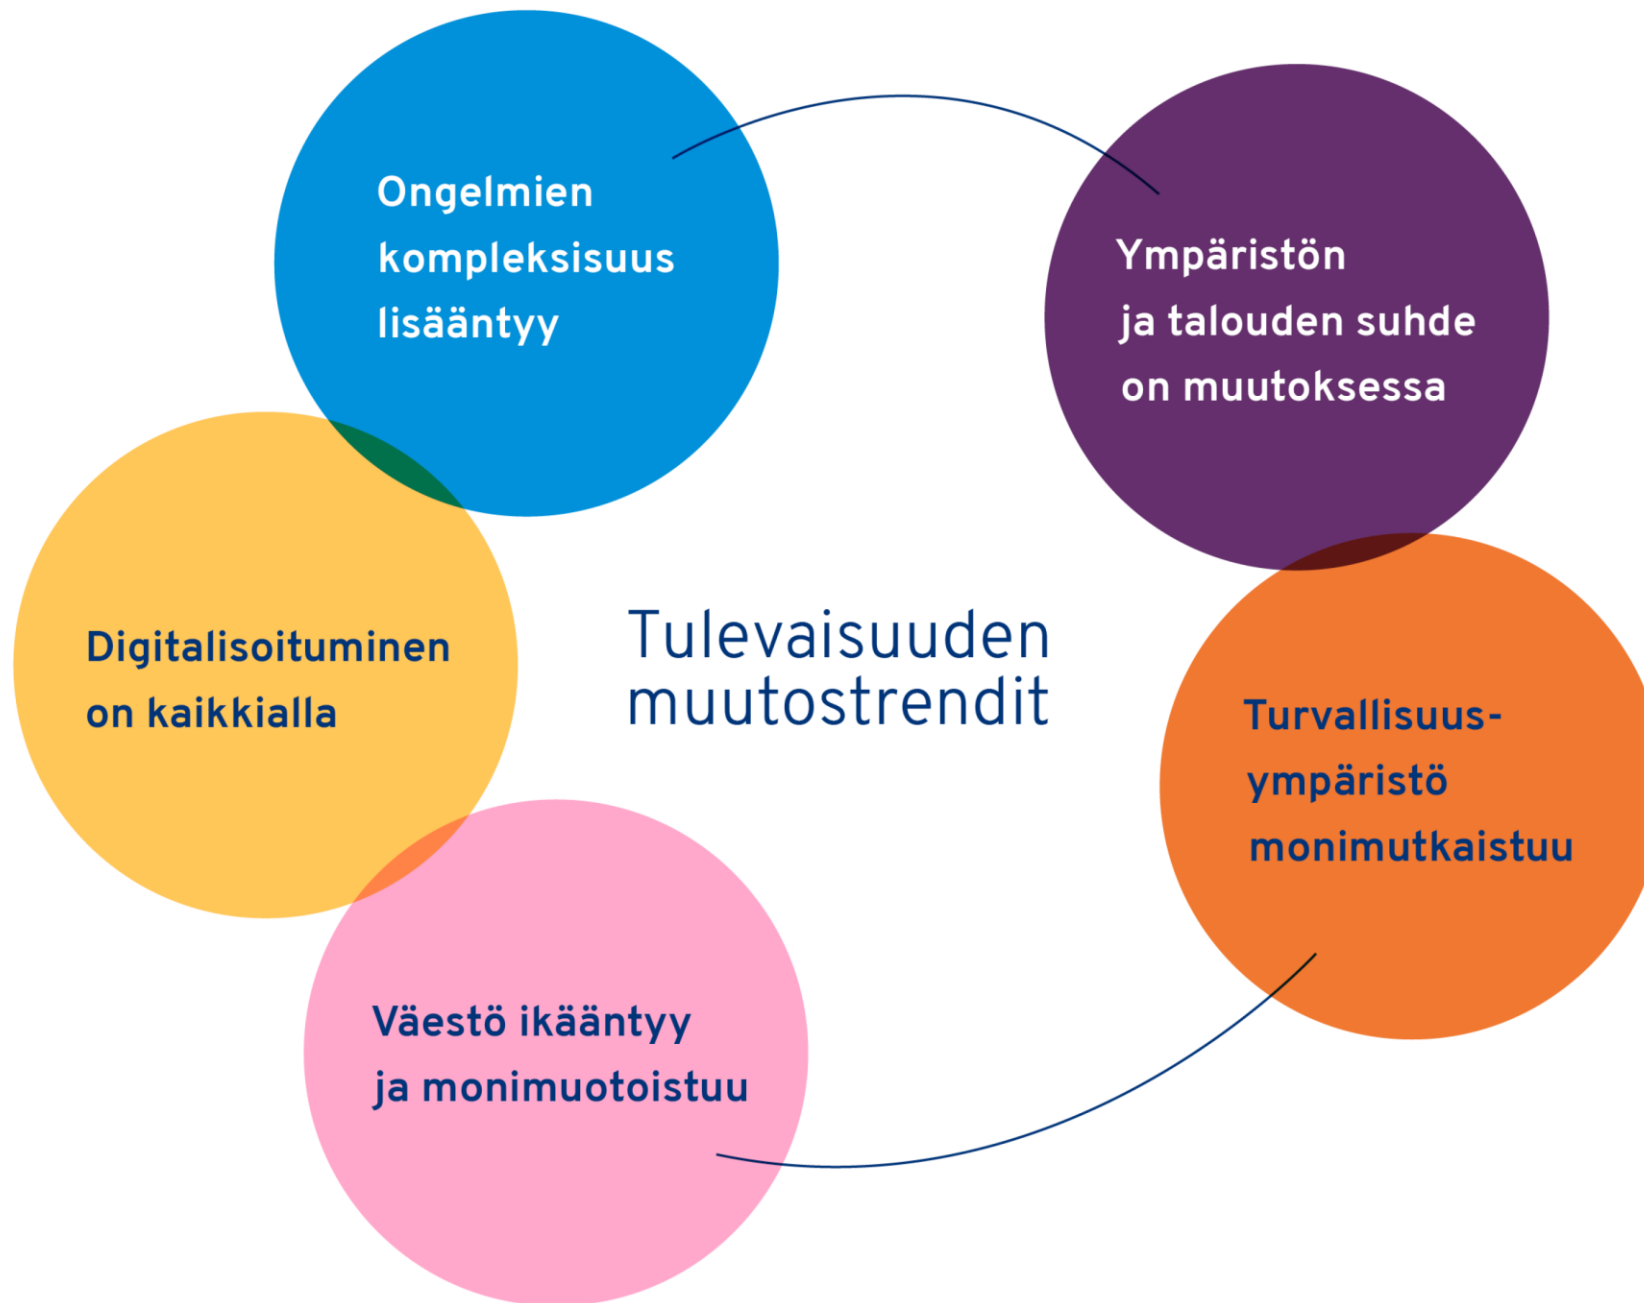 Ongelmien
kompleksisuus
lisääntyy
Ympäristön
ja talouden suhde
on muutoksessa
Digitalisoituminen
on kaikkialla
Tulevaisuuden
muutostrendit
Turvallisuus-
ympäristö
monimutkaistuu
Väestö ikääntyy
ja monimuotoistuu